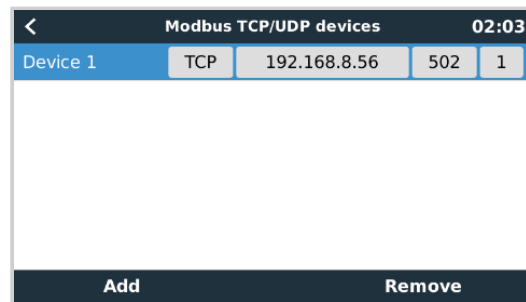 Modbus TCP/UDP devices 02:03
Device 1 TCP 192.168.8.56 502 1
Add Remove